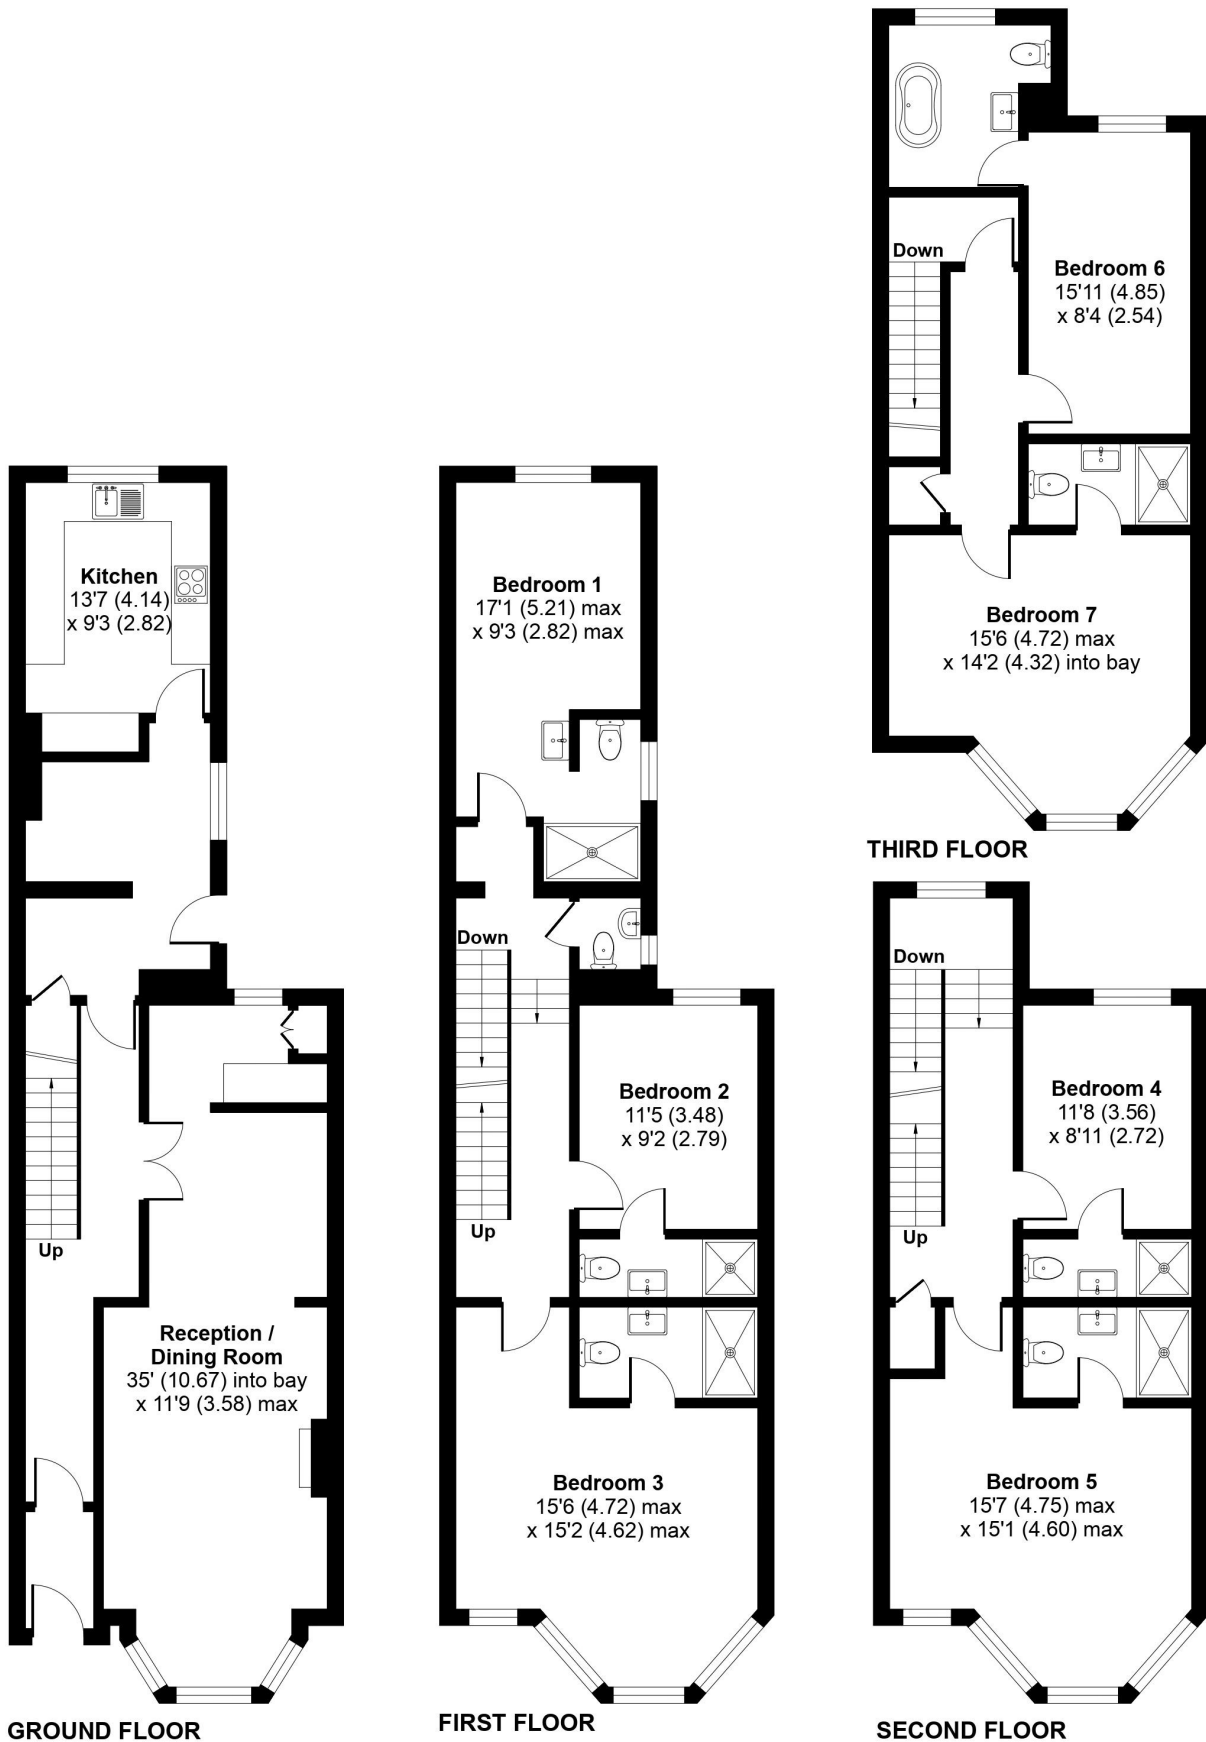 Kitchen
13'7 (4.14)
x 9'3 (2.82)
Up
Reception /
Dining Room
35' (10.67) into bay
x 11'9 (3.58) max
GROUND FLOOR
Bedroom 1
17'1 (5.21) max
x 9'3 (2.82) max
Down
Bedroom 2
11'5 (3.48)
x 9'2 (2.79)
Up
Bedroom 3
15'6 (4.72) max
x 15'2 (4.62) max
FIRST FLOOR
Down
Bedroom 6
15'11 (4.85)
x 8'4 (2.54)
Bedroom 7
15'6 (4.72) max
x 14'2 (4.32) into bay
THIRD FLOOR
Down
Bedroom 4
11'8 (3.56)
x 8'11 (2.72)
Up
Bedroom 5
15'7 (4.75) max
x 15'1 (4.60) max
SECOND FLOOR